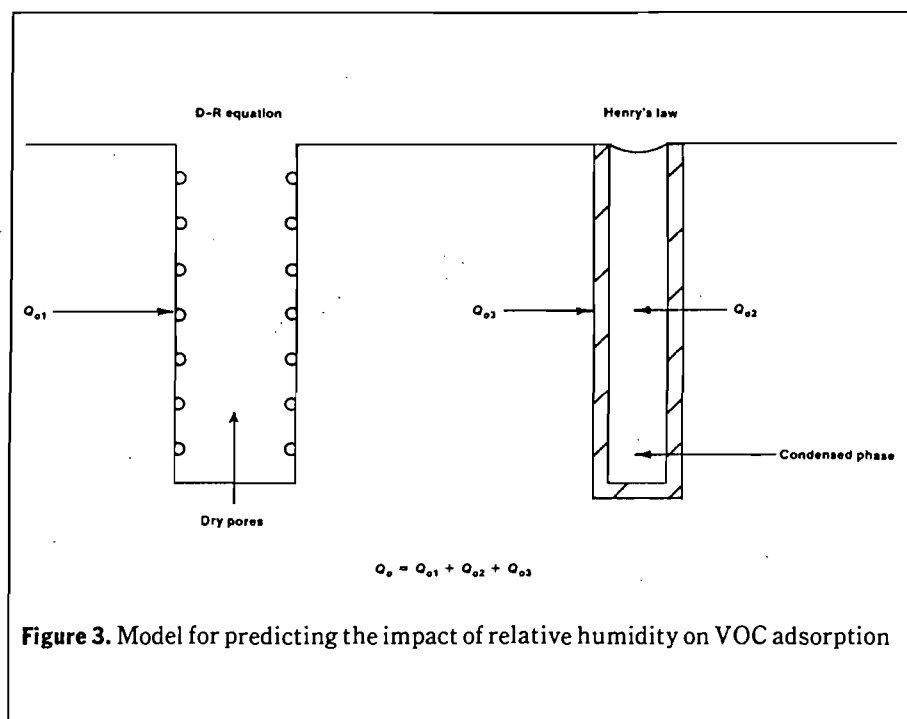 D-R equation
Henry's law
Qo1
Qo3
Qo2
Condensed phase
Dry pores
Qo = Qo1 + Qo2 + Qo3
Figure 3. Model for predicting the impact of relative humidity on VOC adsorption